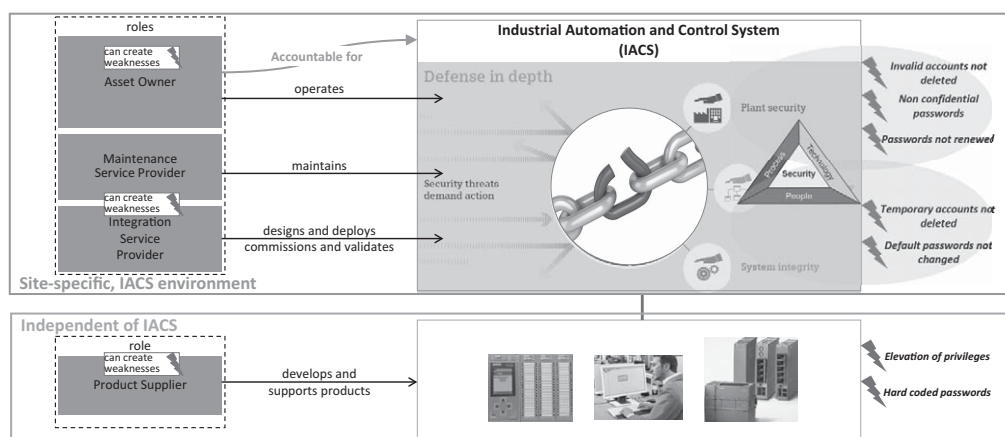 roles
can create
weaknesses
Asset Owner
Accountable for
operates
Maintenance
Service Provider
maintains
can create
weaknesses
Integration
Service
Provider
designs and deploys
commissions and validates
Site-specific, IACS environment
Industrial Automation and Control System
(IACS)
Defense in depth
Security threats
demand action
Plant security
System integrity
Process
Technology
Security
People
Invalid accounts not
deleted
Non confidential
passwords
Passwords not renewed
Temporary accounts not
deleted
Default passwords not
changed
Independent of IACS
role
can create
weaknesses
Product Supplier
develops and
supports products
Elevation of privileges
Hard coded passwords